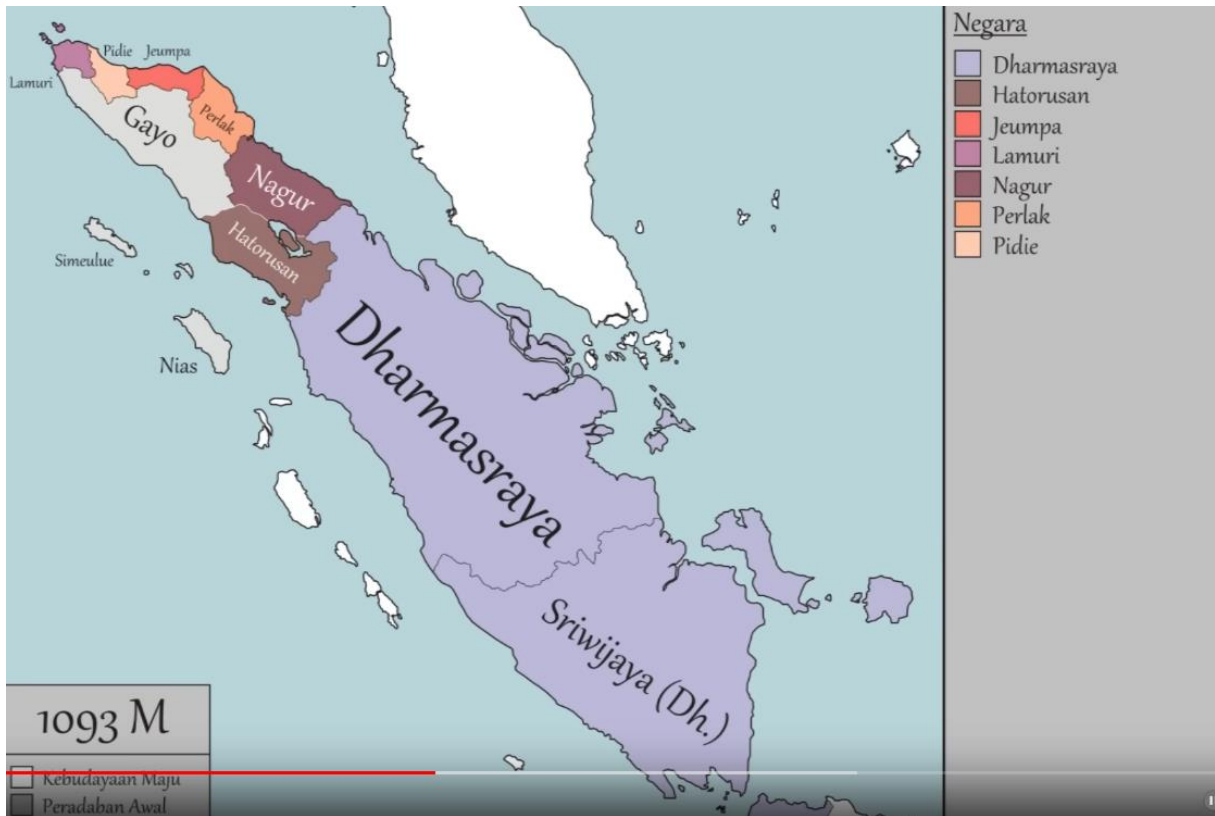 Pidie Jeumpa
Lamuri
Gayo
Perlak
Nagur
Hatorusan
Simeulue
Nias
Dharmasraya
Sriwijaya (Dh.)
1093 M
Kebudayaan Maju
Peradaban Awal
Negara
Dharmasraya
Hatorusan
Jeumpa
Lamuri
Nagur
Perlak
Pidie